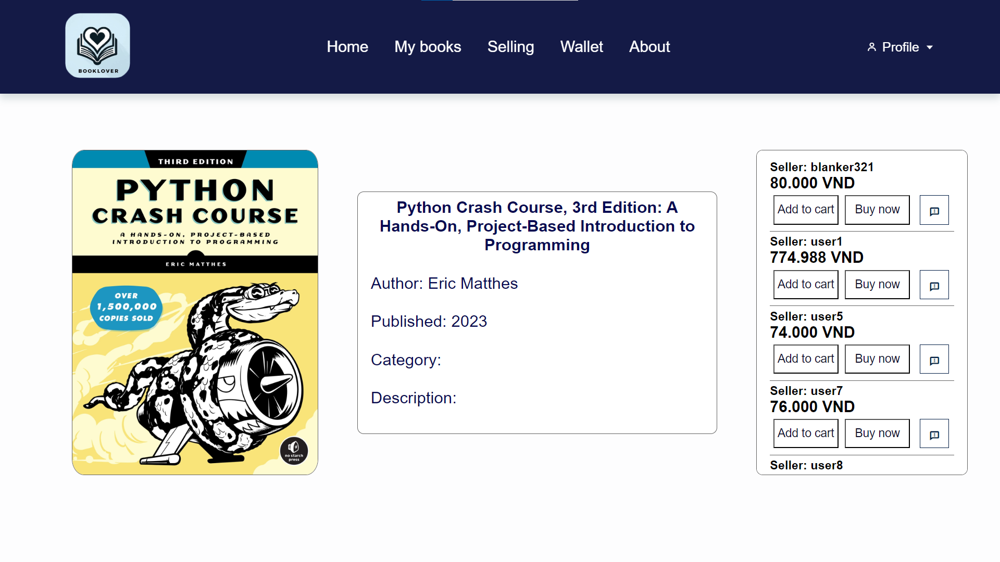 BOOKLOVER
Home
My books
Selling
Wallet
About
Profile
THIRD EDITION
PYTHON
CRASH COURSE
A HANDS-ON, PROJECT-BASED
INTRODUCTION TO PROGRAMMING
ERIC MATTHES
OVER
1,500,000
COPIES SOLD
no starch
press
Python Crash Course, 3rd Edition: A
Hands-On, Project-Based Introduction to
Programming
Author: Eric Matthes
Published: 2023
Category:
Description:
Seller: blanker321
80.000 VND
Add to cart
Buy now
Seller: user1
774.988 VND
Add to cart
Buy now
Seller: user5
74.000 VND
Add to cart
Buy now
Seller: user7
76.000 VND
Add to cart
Buy now
Seller: user8